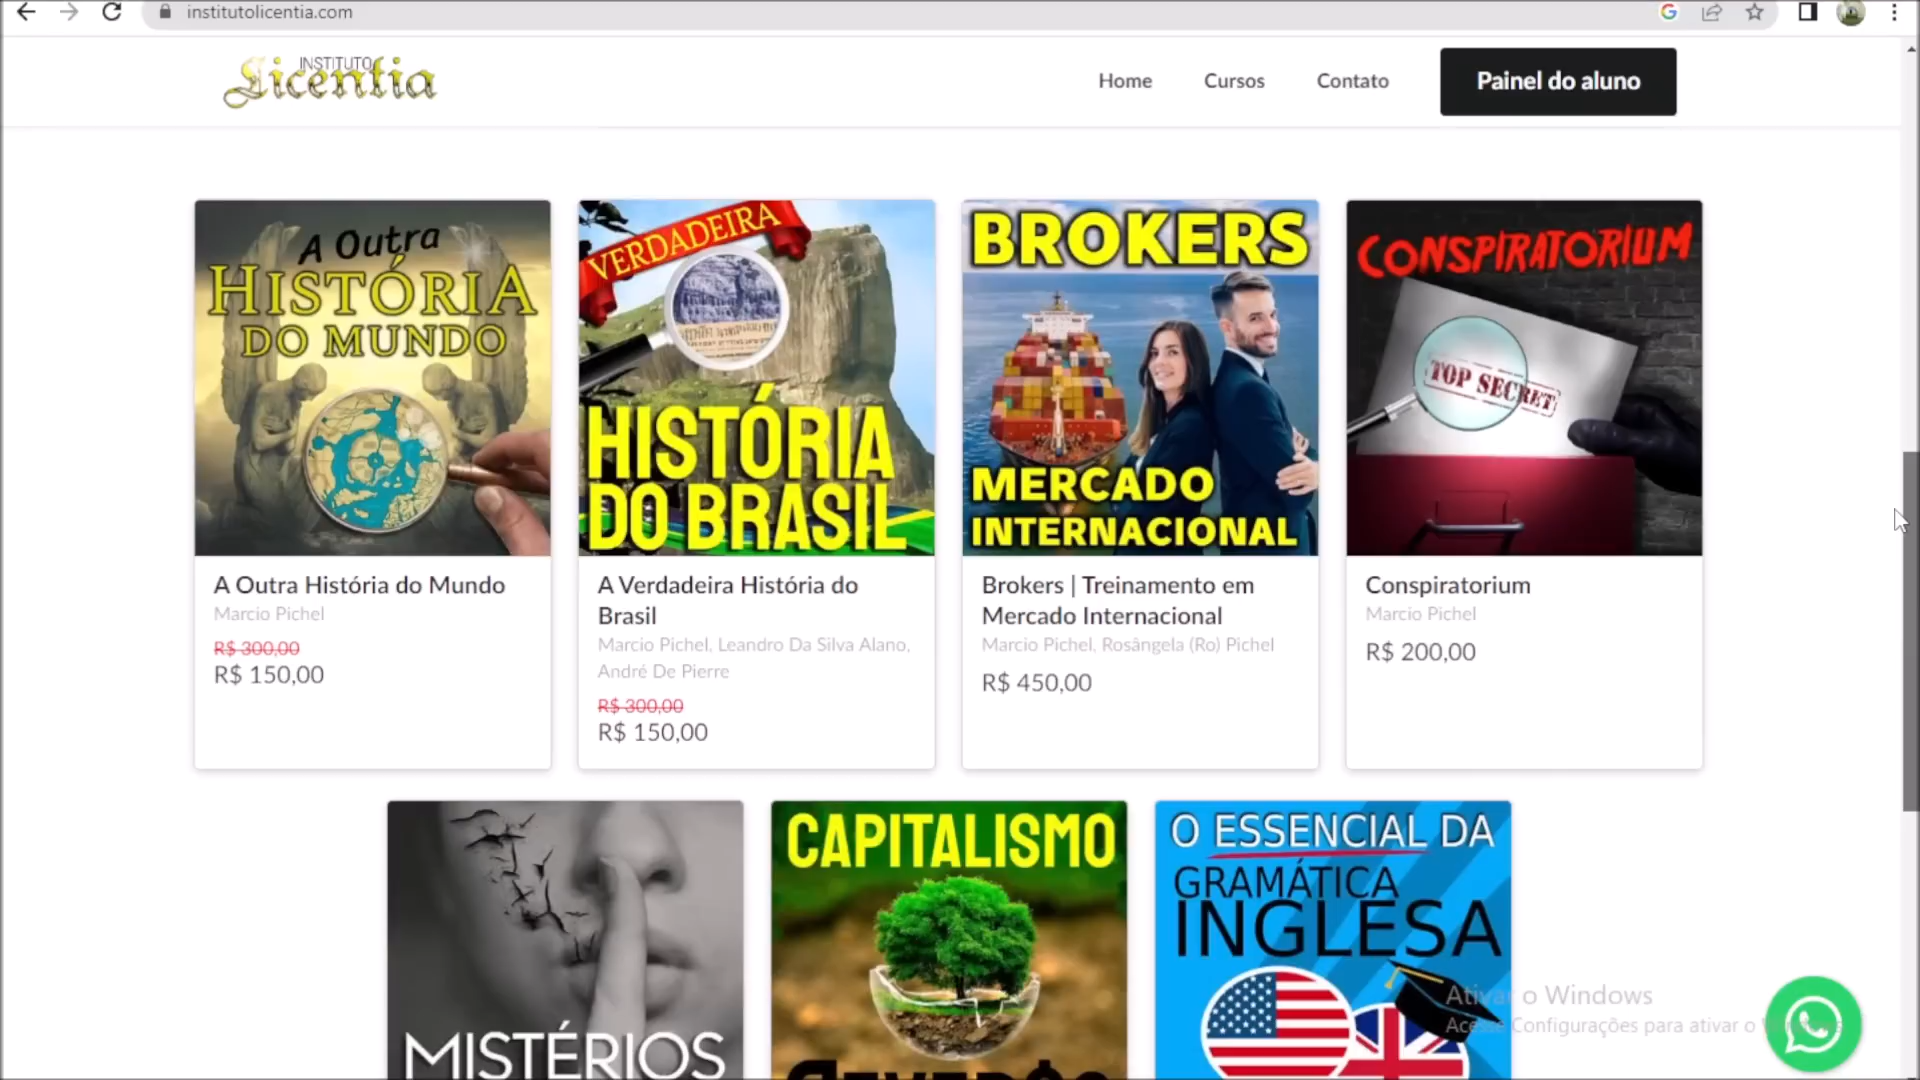 institutolicentia.com
INSTITUTO
Licentia
Home
Cursos
Contato
Painel do aluno
A Outra
HISTÓRIA
DO MUNDO
VERDADEIRA
HISTÓRIA
DO BRASIL
BROKERS
MERCADO
INTERNACIONAL
CONSPIRATORIUM
TOP SECRET
A Outra História do Mundo
Marcio Pichel
R$ 300,00
R$ 150,00
A Verdadeira História do
Brasil
Marcio Pichel, Leandro Da Silva Alano,
André De Pierre
R$ 300,00
R$ 150,00
Brokers | Treinamento em
Mercado Internacional
Marcio Pichel, Rosângela (Ro) Pichel
R$ 450,00
Conspiratorium
Marcio Pichel
R$ 200,00
MISTÉRIOS
CAPITALISMO
O ESSENCIAL DA
GRAMÁTICA
INGLESA
Ativar o Windows
Acesse Configurações para ativar o